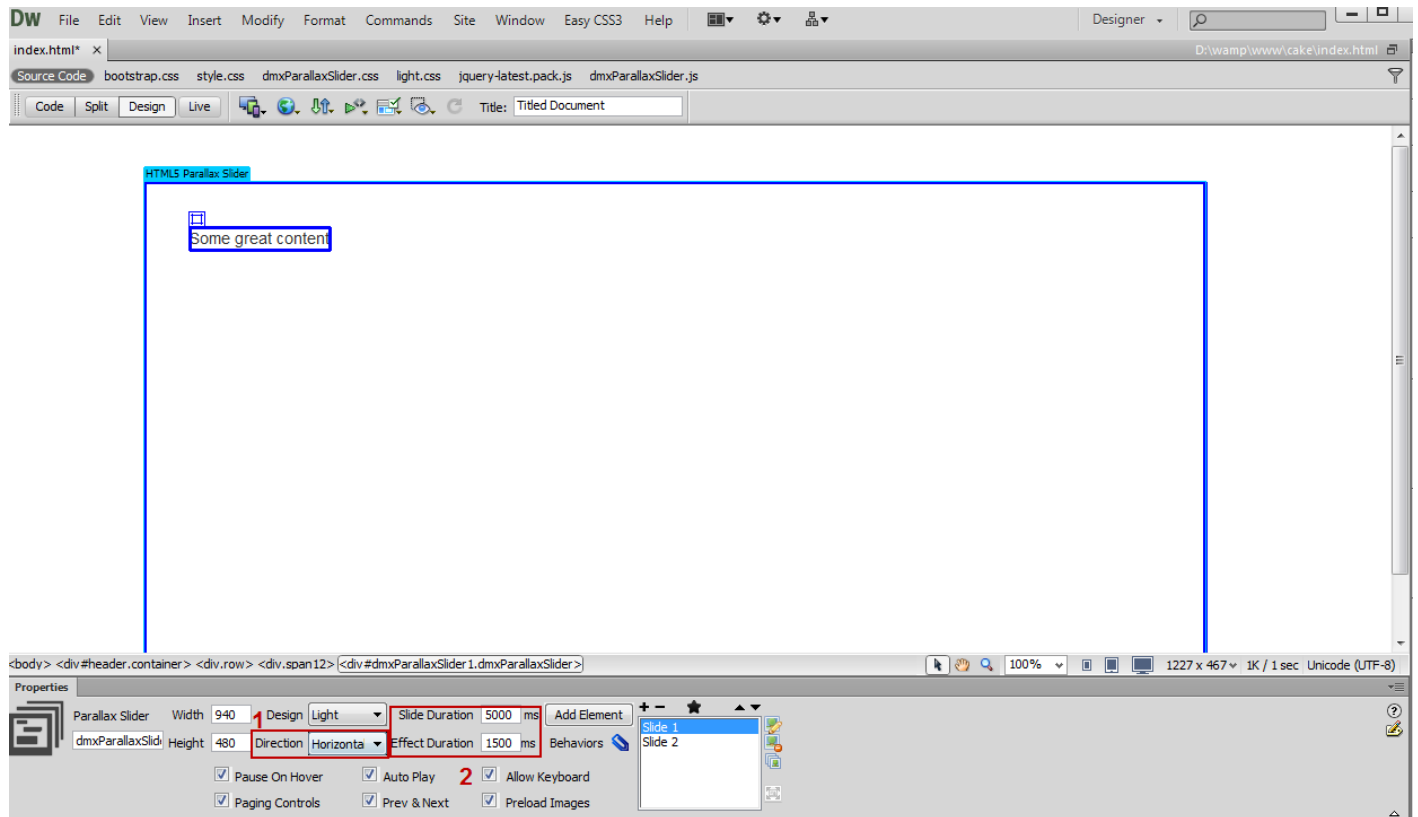 DW File Edit View Insert Modify Format Commands Site Window Easy CSS3 Help Designer
index.html* × D:\wamp\www\cake\index.html
Source Code bootstrap.css style.css dmxParallaxSlider.css light.css jquery-latest.pack.js dmxParallaxSlider.js
Code Split Design Live Title: Titled Document
HTML5 Parallax Slider
Some great content
<body> <div#header.container> <div.row> <div.span12> <div#dmxParallaxSlider1.dmxParallaxSlider> 100% 1227 x 467 1K / 1 sec Unicode (UTF-8)
Properties
Parallax Slider Width 940 1 Design Light Slide Duration 5000 ms Add Element + -
Slide 1
dmxParallaxSlid Height 480 Direction Horizonta Effect Duration 1500 ms Behaviors Slide 2
Pause On Hover Auto Play 2 Allow Keyboard
Paging Controls Prev & Next Preload Images